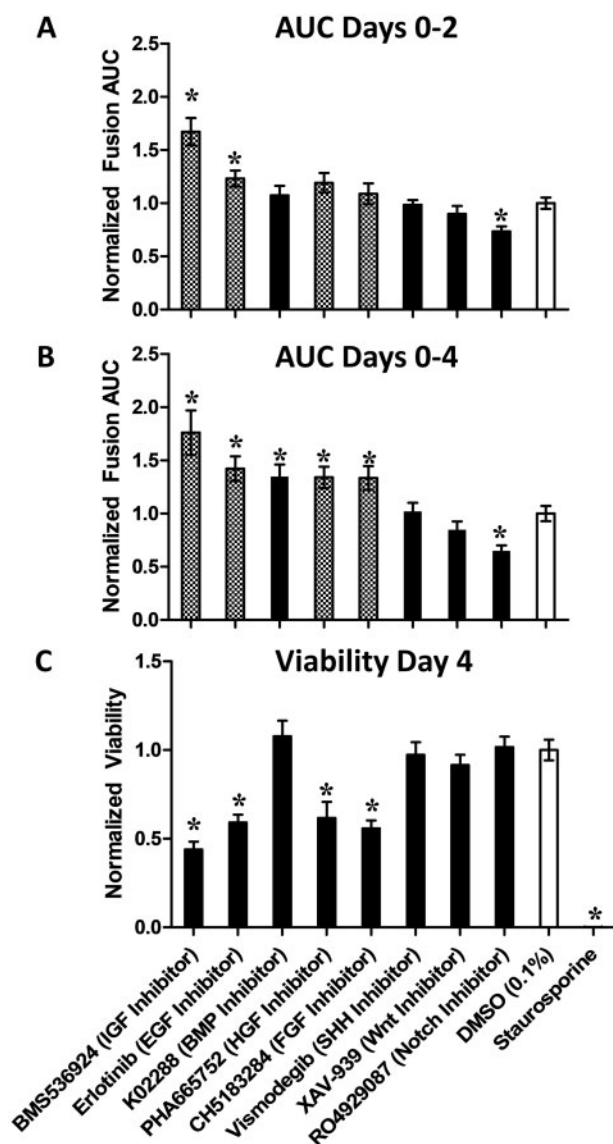 A AUC Days 0-2
Normalized Fusion AUC
2.5
2.0
1.5
1.0
0.5
0.0
* * *
B AUC Days 0-4
Normalized Fusion AUC
2.5
2.0
1.5
1.0
0.5
0.0
* * * * * *
C Viability Day 4
Normalized Viability
1.5
1.0
0.5
0.0
* * * * *
BMS536924 (IGF Inhibitor)
Erlotinib (EGF Inhibitor)
K02288 (BMP Inhibitor)
PHA665752 (HGF Inhibitor)
CH5183284 (FGF Inhibitor)
Vismodegib (SHH Inhibitor)
XAV-939 (Wnt Inhibitor)
RO4929087 (Notch Inhibitor)
DMSO (0.1%)
Staurosporine